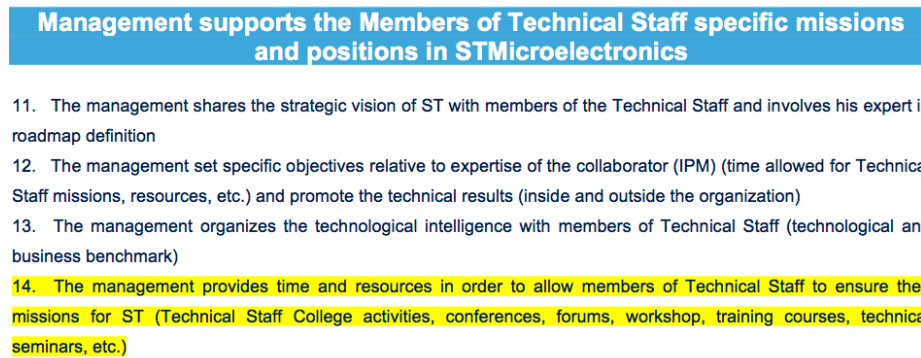 Management supports the Members of Technical Staff specific missions
and positions in STMicroelectronics
11. The management shares the strategic vision of ST with members of the Technical Staff and involves his expert i
roadmap definition
12. The management set specific objectives relative to expertise of the collaborator (IPM) (time allowed for Technica
Staff missions, resources, etc.) and promote the technical results (inside and outside the organization)
13. The management organizes the technological intelligence with members of Technical Staff (technological an
business benchmark)
14. The management provides time and resources in order to allow members of Technical Staff to ensure the
missions for ST (Technical Staff College activities, conferences, forums, workshop, training courses, technica
seminars, etc.)